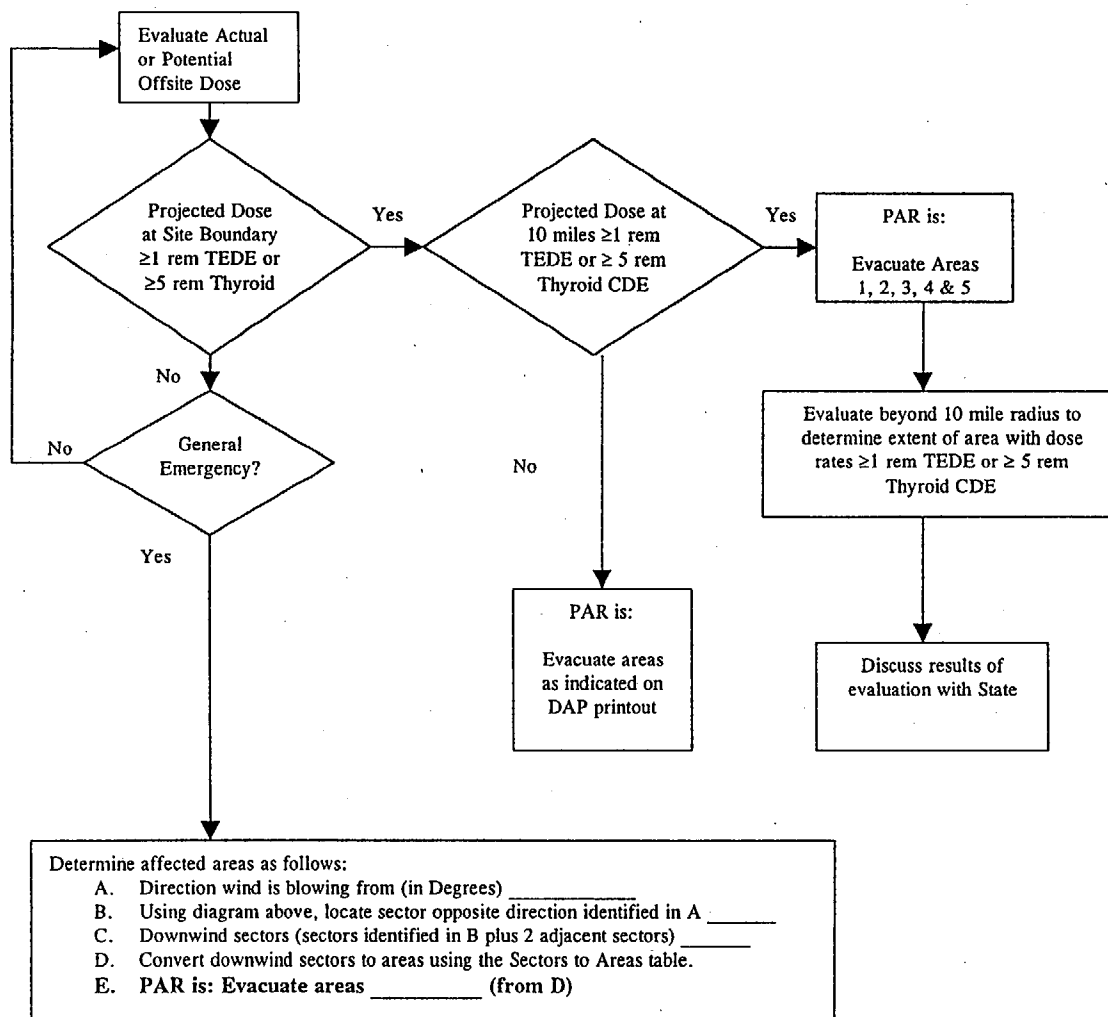 Evaluate Actual
or Potential
Offsite Dose
Projected Dose
at Site Boundary
≥1 rem TEDE or
≥5 rem Thyroid
Yes
Projected Dose at
10 miles ≥1 rem
TEDE or ≥ 5 rem
Thyroid CDE
Yes
PAR is:
Evacuate Areas
1, 2, 3, 4 & 5
No
General
Emergency?
No
Yes
No
Evaluate beyond 10 mile radius to
determine extent of area with dose
rates ≥1 rem TEDE or ≥ 5 rem
Thyroid CDE
PAR is:
Evacuate areas
as indicated on
DAP printout
Discuss results of
evaluation with State
Determine affected areas as follows:
A. Direction wind is blowing from (in Degrees) ____________
B. Using diagram above, locate sector opposite direction identified in A ______
C. Downwind sectors (sectors identified in B plus 2 adjacent sectors) ______
D. Convert downwind sectors to areas using the Sectors to Areas table.
E. PAR is: Evacuate areas __________ (from D)